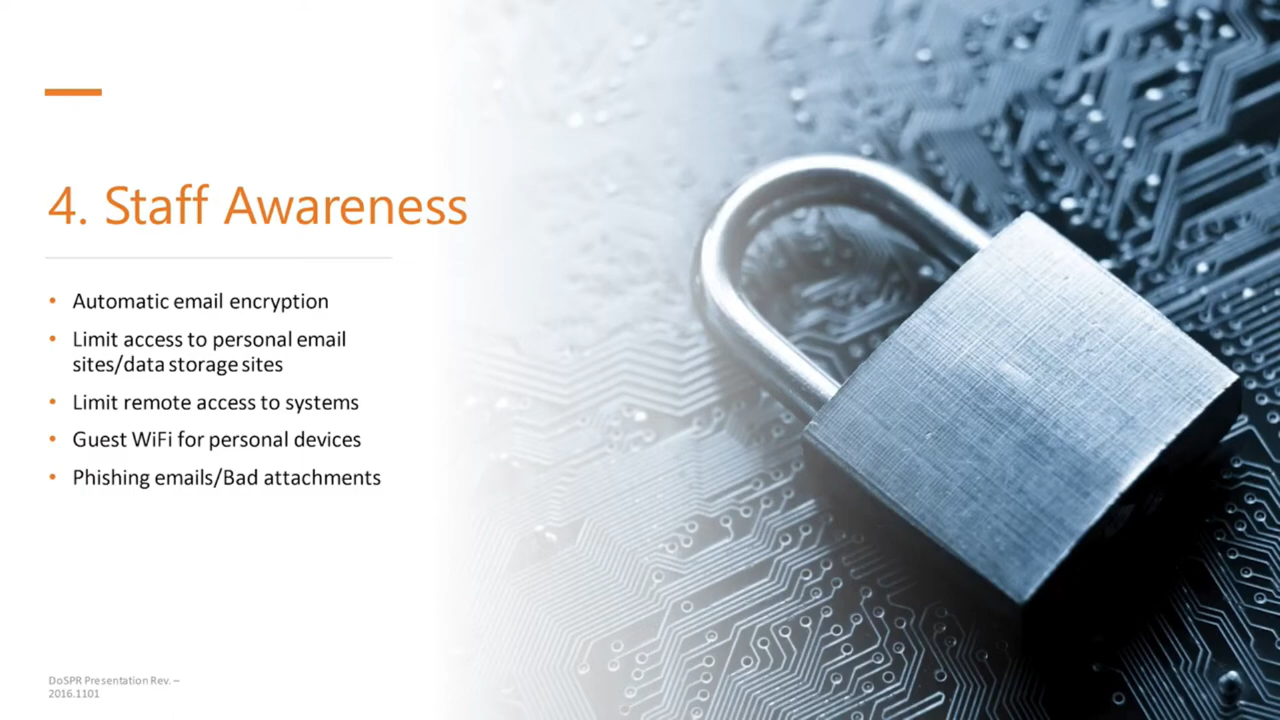 4. Staff Awareness
• Automatic email encryption
• Limit access to personal email
sites/data storage sites
• Limit remote access to systems
• Guest WiFi for personal devices
• Phishing emails/Bad attachments
DoSPR Presentation Rev. –
2016.1101